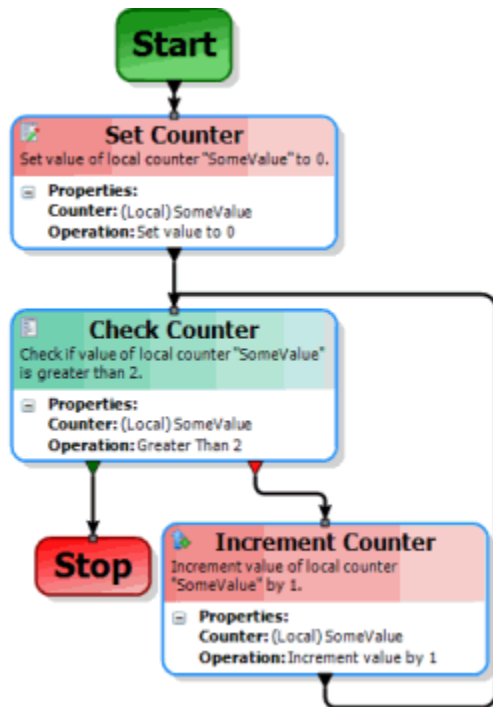 Start
Set Counter
Set value of local counter "SomeValue" to 0.
Properties:
Counter: (Local) SomeValue
Operation: Set value to 0
Check Counter
Check if value of local counter "SomeValue"
is greater than 2.
Properties:
Counter: (Local) SomeValue
Operation: Greater Than 2
Stop
Increment Counter
Increment value of local counter
"SomeValue" by 1.
Properties:
Counter: (Local) SomeValue
Operation: Increment value by 1